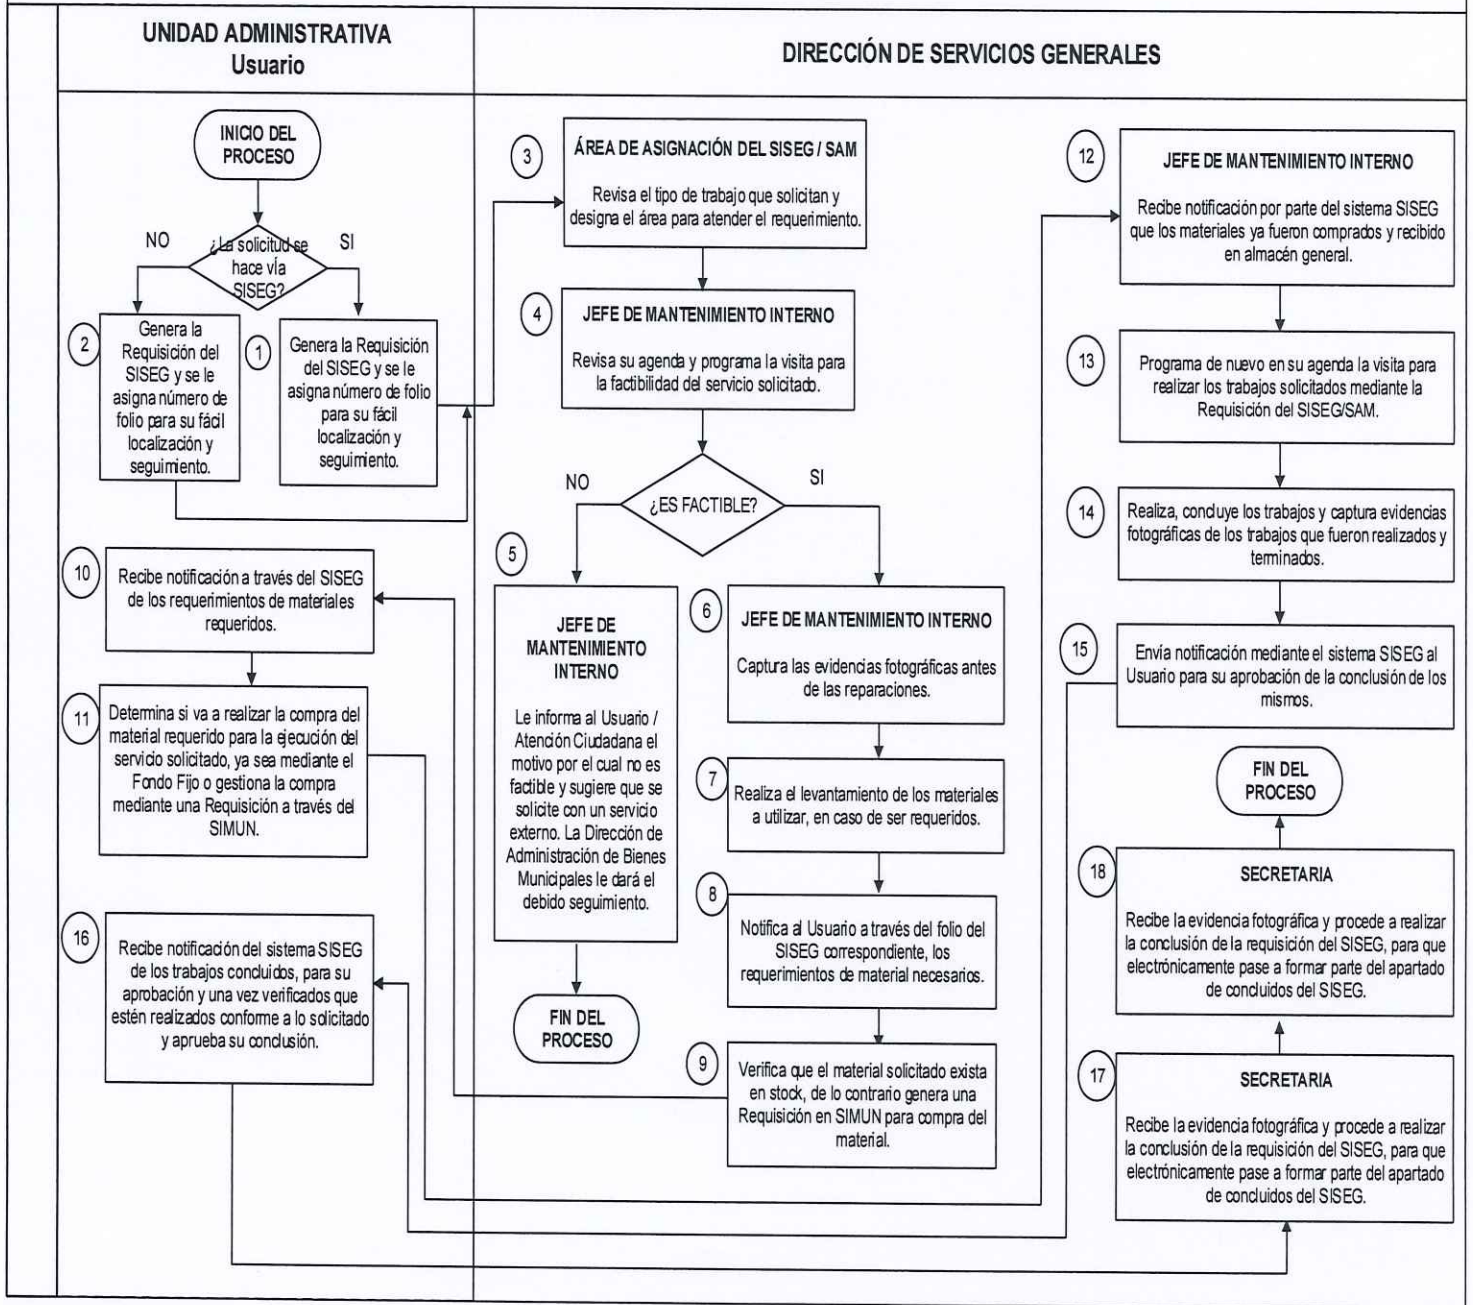 UNIDAD ADMINISTRATIVA
Usuario
DIRECCIÓN DE SERVICIOS GENERALES
INICIO DEL
PROCESO
¿La solicitud se
hace vía
SISEG?
NO
SI
2
Genera la
Requisición del
SISEG y se le
asigna número de
folio para su fácil
localización y
seguimiento.
1
Genera la Requisición
del SISEG y se le
asigna número de folio
para su fácil
localización y
seguimiento.
3
ÁREA DE ASIGNACIÓN DEL SISEG / SAM
Revisa el tipo de trabajo que solicitan y
designa el área para atender el requerimiento.
4
JEFE DE MANTENIMIENTO INTERNO
Revisa su agenda y programa la visita para
la factibilidad del servicio solicitado.
NO
SI
¿ES FACTIBLE?
5
JEFE DE
MANTENIMIENTO
INTERNO
Le informa al Usuario /
Atención Ciudadana el
motivo por el cual no es
factible y sugiere que se
solicite con un servicio
externo. La Dirección de
Administración de Bienes
Municipales le dará el
debido seguimiento.
FIN DEL
PROCESO
6
JEFE DE MANTENIMIENTO INTERNO
Captura las evidencias fotográficas antes
de las reparaciones.
7
Realiza el levantamiento de los materiales
a utilizar, en caso de ser requeridos.
8
Notifica al Usuario a través del folio del
SISEG correspondiente, los
requerimientos de material necesarios.
9
Verifica que el material solicitado exista
en stock, de lo contrario genera una
Requisición en SIMUN para compra del
material.
10
Recibe notificación a través del SISEG
de los requerimientos de materiales
requeridos.
11
Determina si va a realizar la compra del
material requerido para la ejecución del
servicio solicitado, ya sea mediante el
Fondo Fijo o gestiona la compra
mediante una Requisición a través del
SIMUN.
12
JEFE DE MANTENIMIENTO INTERNO
Recibe notificación por parte del sistema SISEG
que los materiales ya fueron comprados y recibido
en almacén general.
13
Programa de nuevo en su agenda la visita para
realizar los trabajos solicitados mediante la
Requisición del SISEG/SAM.
14
Realiza, concluye los trabajos y captura evidencias
fotográficas de los trabajos que fueron realizados y
terminados.
15
Envía notificación mediante el sistema SISEG al
Usuario para su aprobación de la conclusión de los
mismos.
16
Recibe notificación del sistema SISEG
de los trabajos concluidos, para su
aprobación y una vez verificados que
estén realizados conforme a lo solicitado
y aprueba su conclusión.
FIN DEL
PROCESO
18
SECRETARIA
Recibe la evidencia fotográfica y procede a realizar
la conclusión de la requisición del SISEG, para que
electrónicamente pase a formar parte del apartado
de concluidos del SISEG.
17
SECRETARIA
Recibe la evidencia fotográfica y procede a realizar
la conclusión de la requisición del SISEG, para que
electrónicamente pase a formar parte del apartado
de concluidos del SISEG.